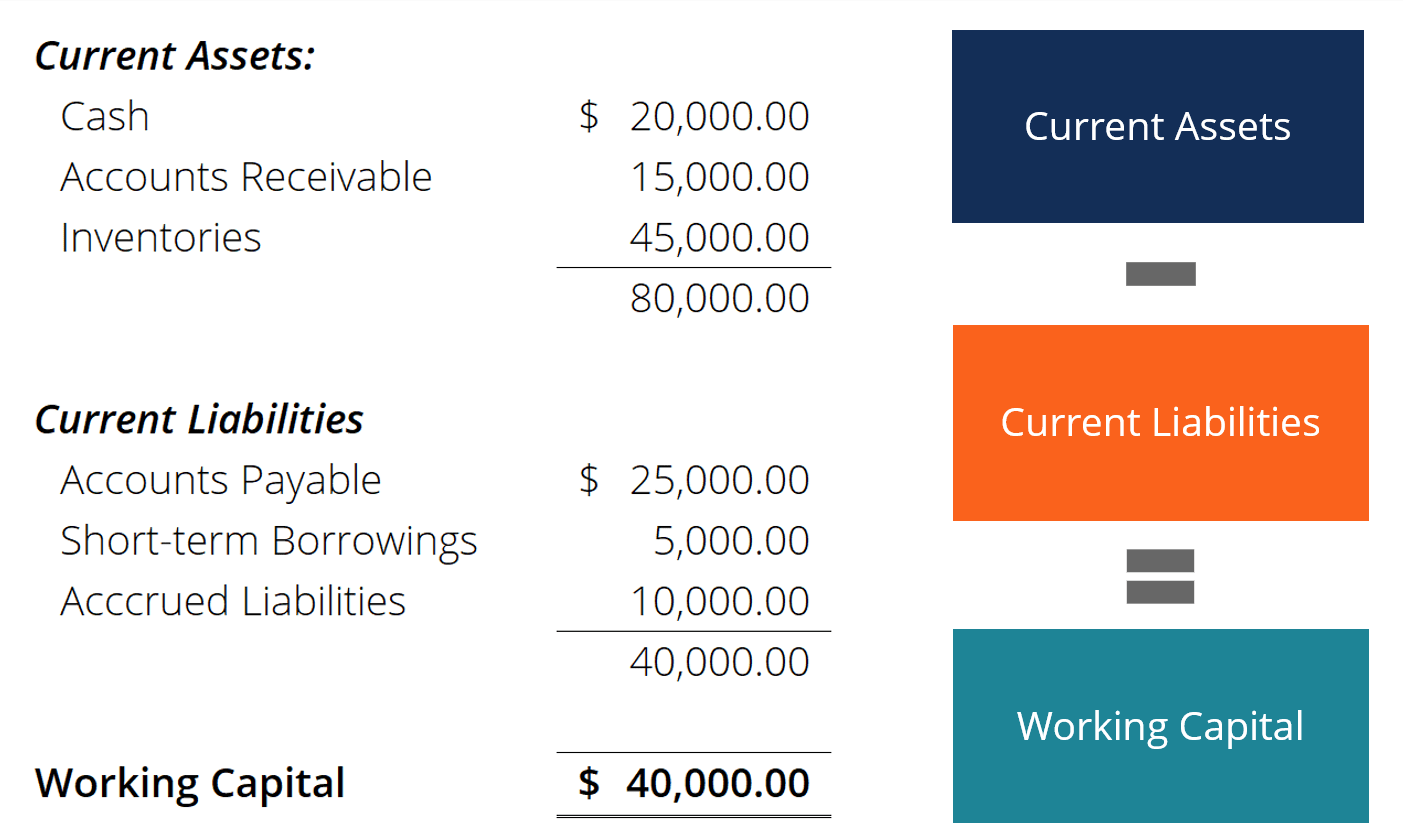 Current Assets:
Cash $ 20,000.00
Accounts Receivable 15,000.00
Inventories 45,000.00
80,000.00
Current Liabilities
Accounts Payable $ 25,000.00
Short-term Borrowings 5,000.00
Acccrued Liabilities 10,000.00
40,000.00
Working Capital $ 40,000.00
Current Assets
Current Liabilities
Working Capital